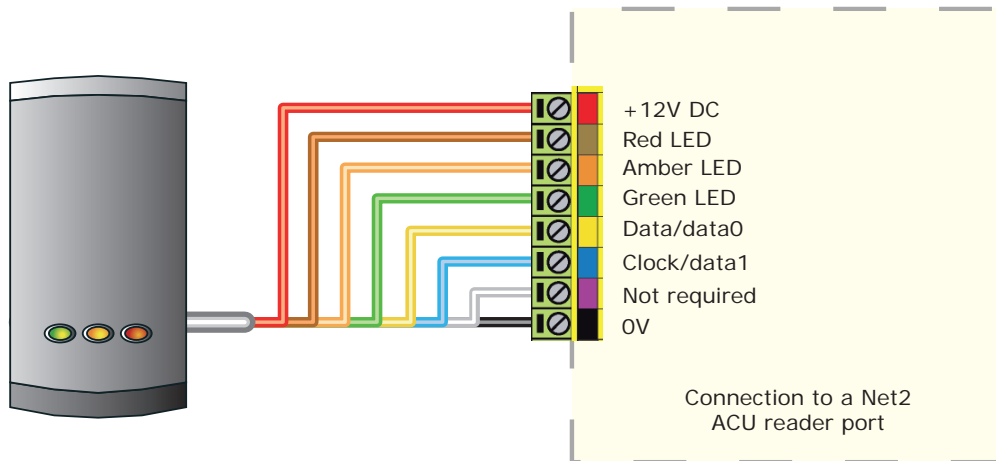 +12V DC
Red LED
Amber LED
Green LED
Data/data0
Clock/data1
Not required
0V
Connection to a Net2
ACU reader port